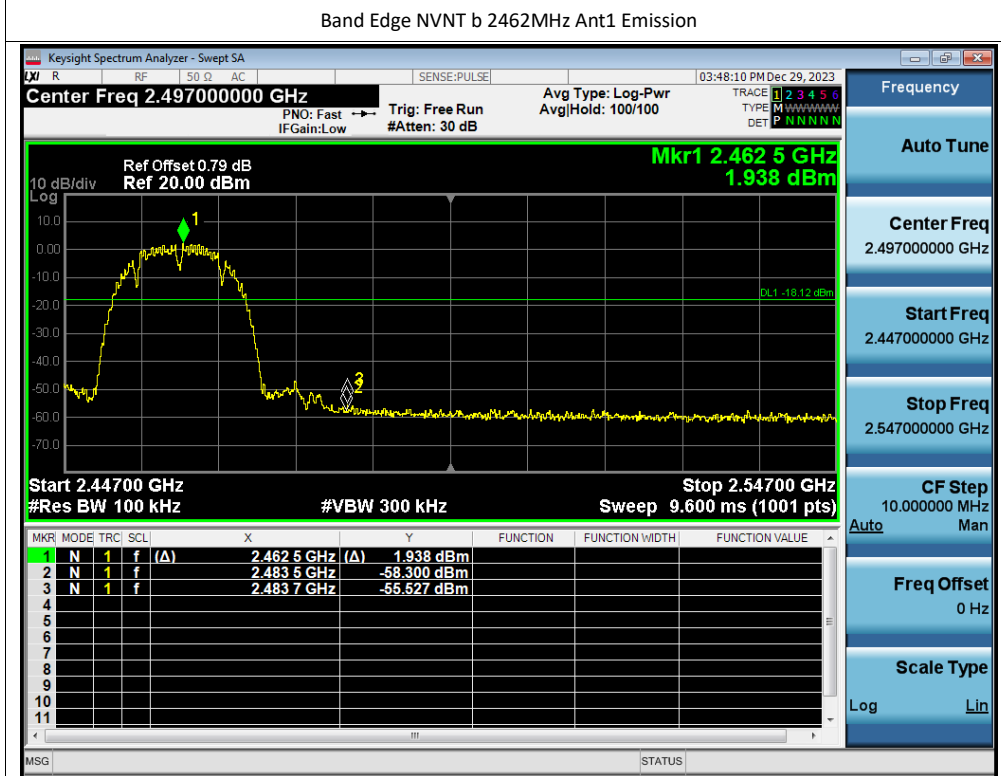 Band Edge NVNT b 2462MHz Ant1 Emission
Keysight Spectrum Analyzer - Swept SA
LXI R RF 50 Ω AC SENSE:PULSE 03:48:10 PM Dec 29, 2023
Center Freq 2.497000000 GHz
PNO: Fast
IFGain:Low
Trig: Free Run
#Atten: 30 dB
Avg Type: Log-Pwr
Avg|Hold: 100/100
TRACE 1 2 3 4 5 6
TYPE M WWWWW
DET P N N N N N
Ref Offset 0.79 dB
10 dB/div Ref 20.00 dBm
Log
Mkr1 2.462 5 GHz
1.938 dBm
10.0
0.00
-10.0
-20.0
-30.0
-40.0
-50.0
-60.0
-70.0
1
DL1 -18.12 dBm
3
2
Start 2.44700 GHz Stop 2.54700 GHz
#Res BW 100 kHz #VBW 300 kHz Sweep 9.600 ms (1001 pts)
MKR MODE TRC SCL X Y FUNCTION FUNCTION WIDTH FUNCTION VALUE
1 N 1 f (Δ) 2.462 5 GHz (Δ) 1.938 dBm
2 N 1 f 2.483 5 GHz -58.300 dBm
3 N 1 f 2.483 7 GHz -55.527 dBm
4
5
6
7
8
9
10
11
MSG STATUS
Frequency
Auto Tune
Center Freq
2.497000000 GHz
Start Freq
2.447000000 GHz
Stop Freq
2.547000000 GHz
CF Step
10.000000 MHz
Auto Man
Freq Offset
0 Hz
Scale Type
Log Lin